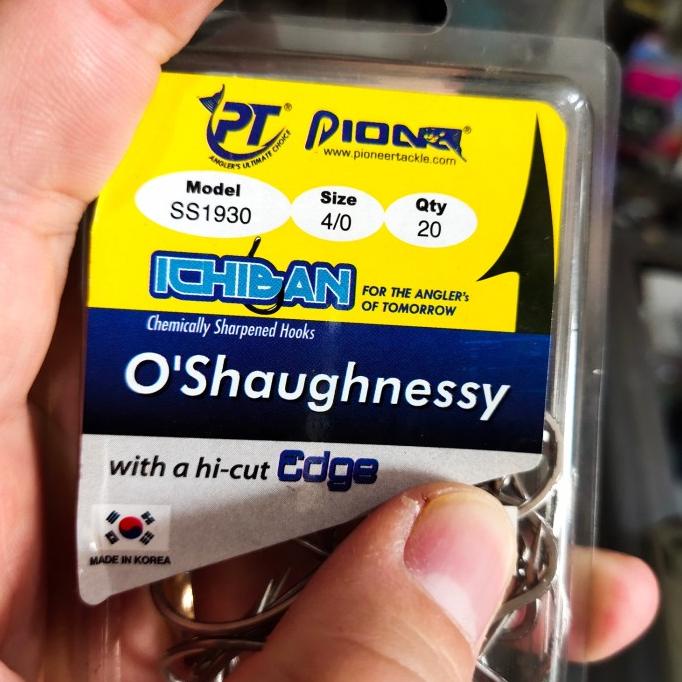 PT®
ANGLER'S ULTIMATE CHOICE
PION
www.pioneertackle.com
Model
SS1930
Size
4/0
Qty
20
ICHIBAN
FOR THE ANGLER's
OF TOMORROW
Chemically Sharpened Hooks
O'Shaughnessy
with a hi-cut Edge
MADE IN KOREA